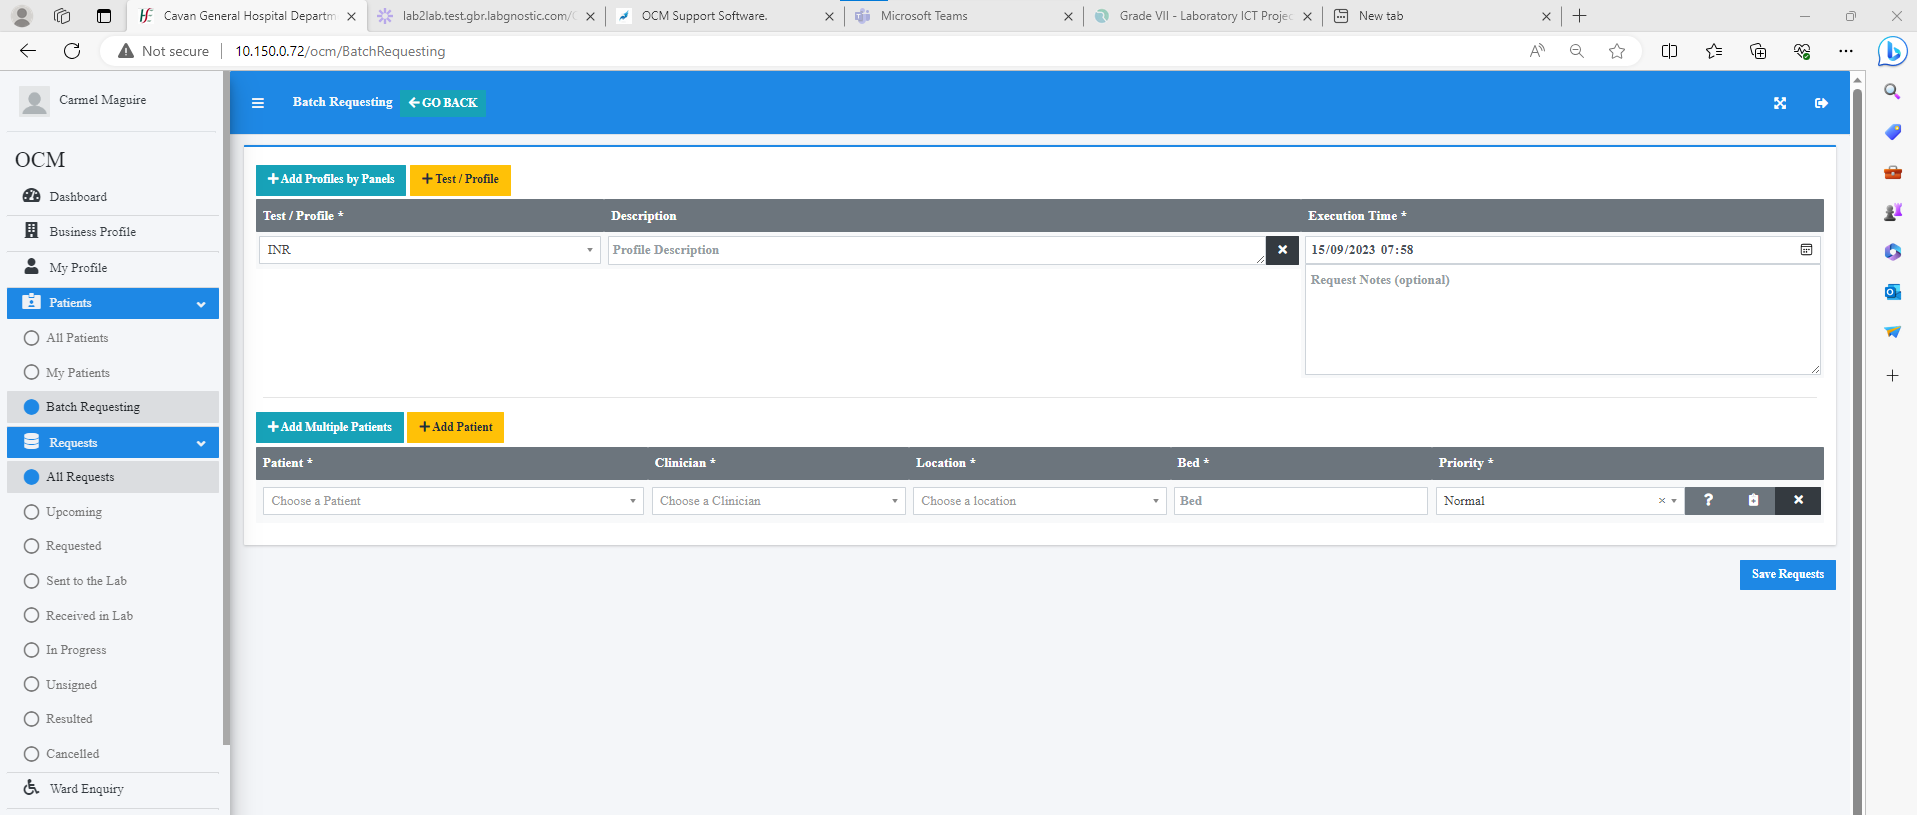 Cavan General Hospital Departm
lab2lab.test.gbr.labgnostic.com/
OCM Support Software.
Microsoft Teams
Grade VII - Laboratory ICT Projec
New tab
Not secure
10.150.0.72/ocm/BatchRequesting
Carmel Maguire
Batch Requesting
GO BACK
OCM
Dashboard
Business Profile
My Profile
Patients
All Patients
My Patients
Batch Requesting
Requests
All Requests
Upcoming
Requested
Sent to the Lab
Received in Lab
In Progress
Unsigned
Resulted
Cancelled
Ward Enquiry
+ Add Profiles by Panels
+ Test / Profile
Test / Profile * Description Execution Time *
INR Profile Description 15/09/2023 07:58
Request Notes (optional)
+ Add Multiple Patients
+ Add Patient
Patient * Clinician * Location * Bed * Priority *
Choose a Patient Choose a Clinician Choose a location Bed Normal
Save Requests